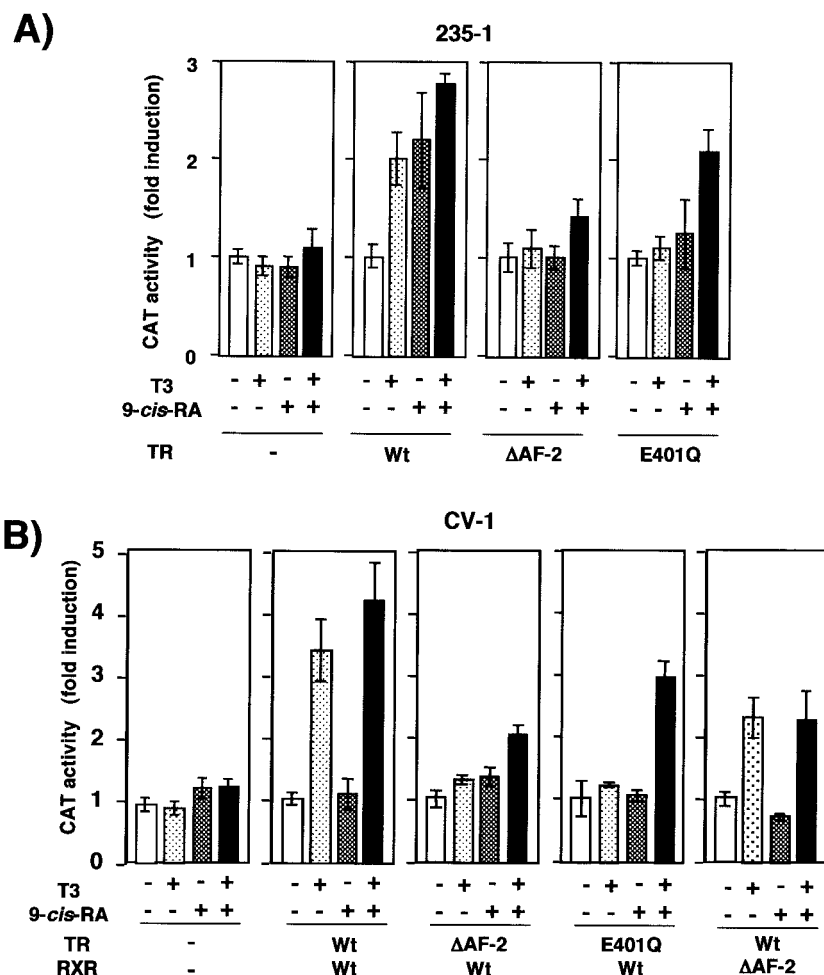 A)
235-1
CAT activity (fold induction)
3
2
1
0
T3 - + - + - + - + - + - + - + - +
9-cis-RA - - + + - - + + - - + + - - + +
TR - Wt ΔAF-2 E401Q
B)
CV-1
CAT activity (fold induction)
5
4
3
2
1
0
T3 - + - + - + - + - + - + - + - + - + - +
9-cis-RA - - + + - - + + - - + + - - + + - - + +
TR - Wt ΔAF-2 E401Q Wt
RXR - Wt Wt Wt ΔAF-2